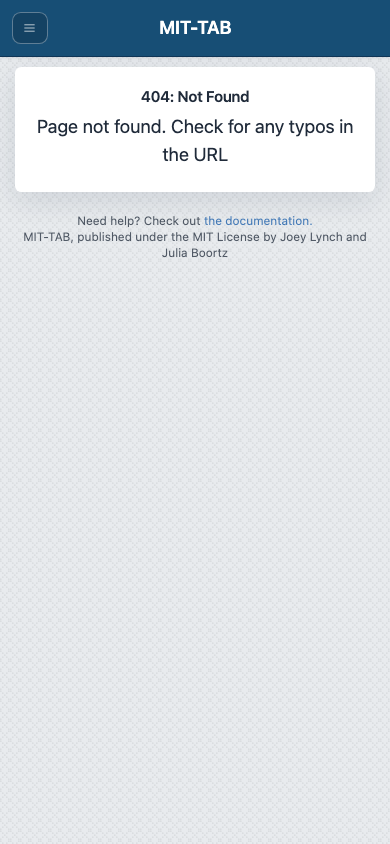 MIT-TAB
404: Not Found
Page not found. Check for any typos in
the URL
Need help? Check out the documentation.
MIT-TAB, published under the MIT License by Joey Lynch and
Julia Boortz